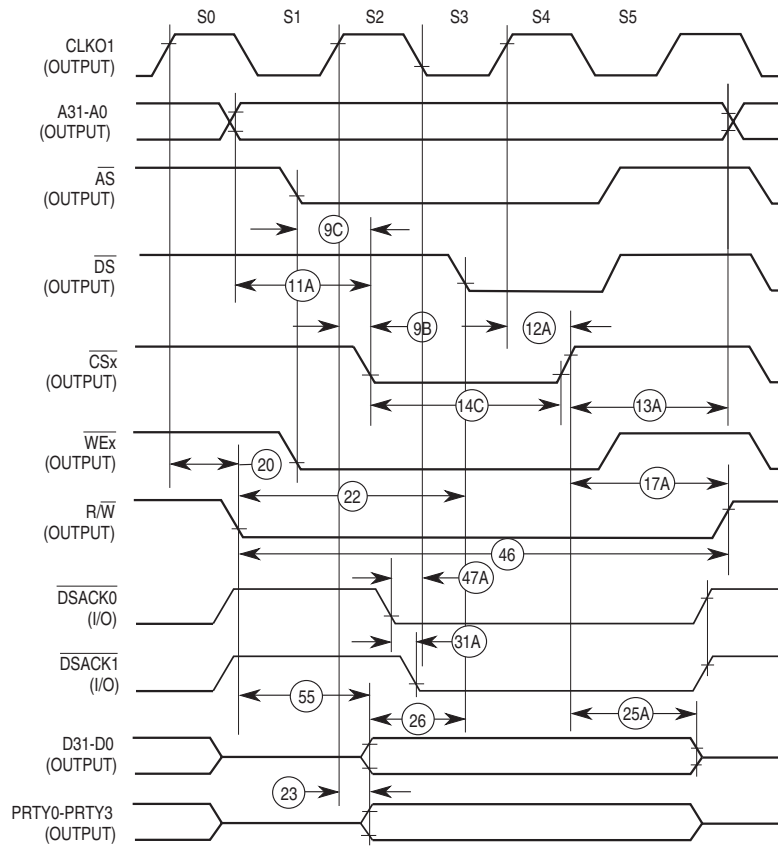 S0 S1 S2 S3 S4 S5
CLKO1
(OUTPUT)
A31-A0
(OUTPUT)
AS
(OUTPUT)
9C
DS
(OUTPUT)
11A
9B
12A
CSx
(OUTPUT)
14C
13A
WEx
(OUTPUT)
20
17A
22
R/W
(OUTPUT)
46
47A
DSACK0
(I/O)
31A
DSACK1
(I/O)
55
26
25A
D31-D0
(OUTPUT)
23
PRTY0-PRTY3
(OUTPUT)